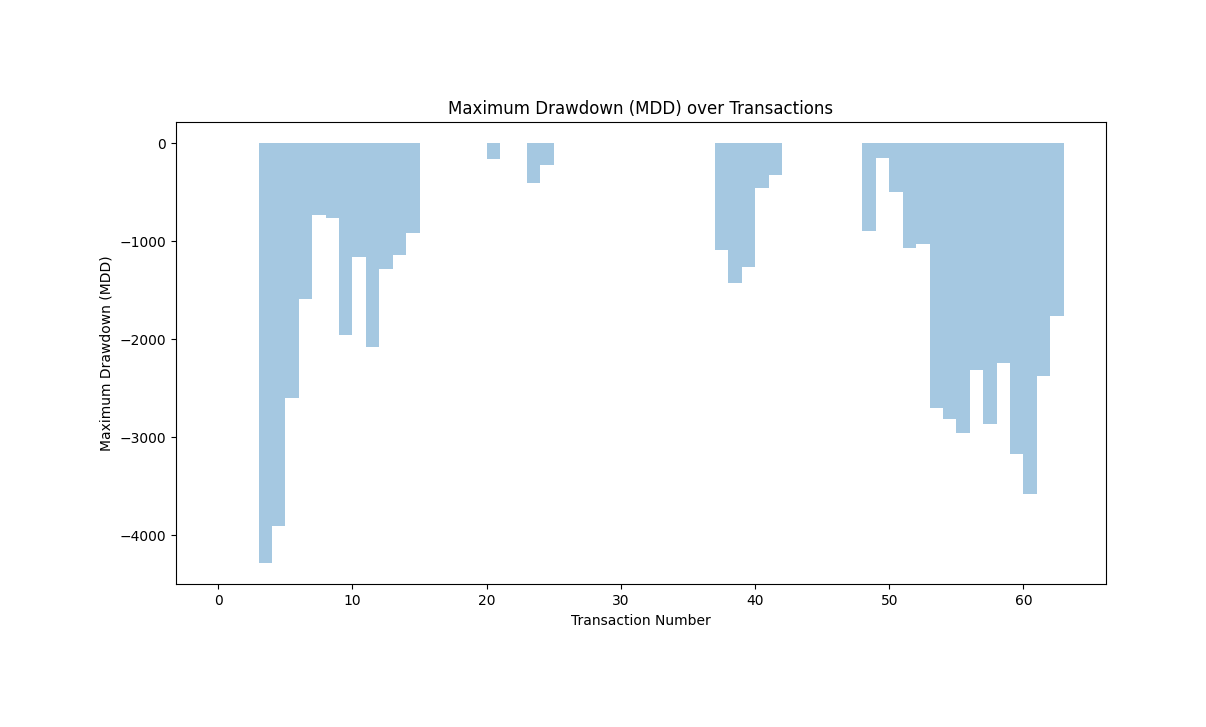 Maximum Drawdown (MDD) over Transactions
Maximum Drawdown (MDD)
0
−1000
−2000
−3000
−4000
0 10 20 30 40 50 60
Transaction Number